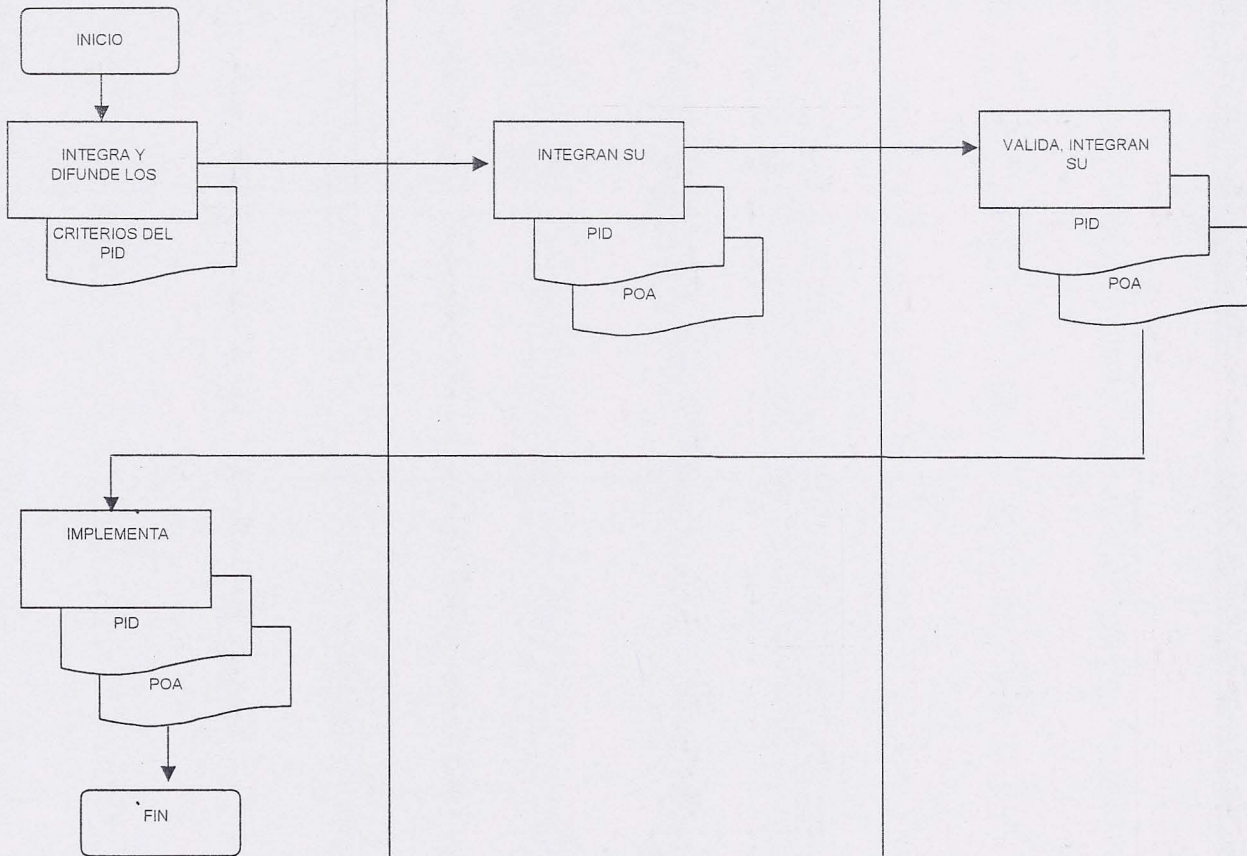 INICIO
INTEGRA Y
DIFUNDE LOS
CRITERIOS DEL
PID
INTEGRAN SU
PID
POA
VALIDA, INTEGRAN
SU
PID
POA
IMPLEMENTA
PID
POA
FIN